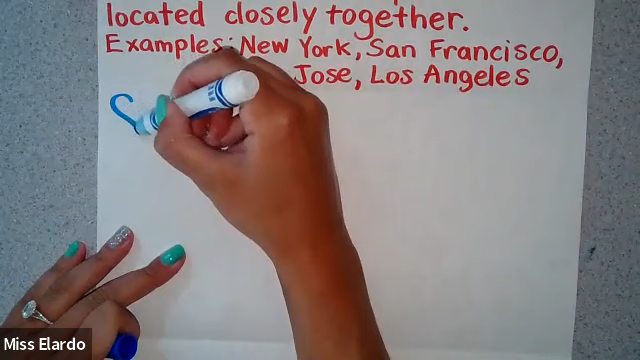 located closely together.
Examples: New York, San Francisco,
Jose, Los Angeles
S
Miss Elardo